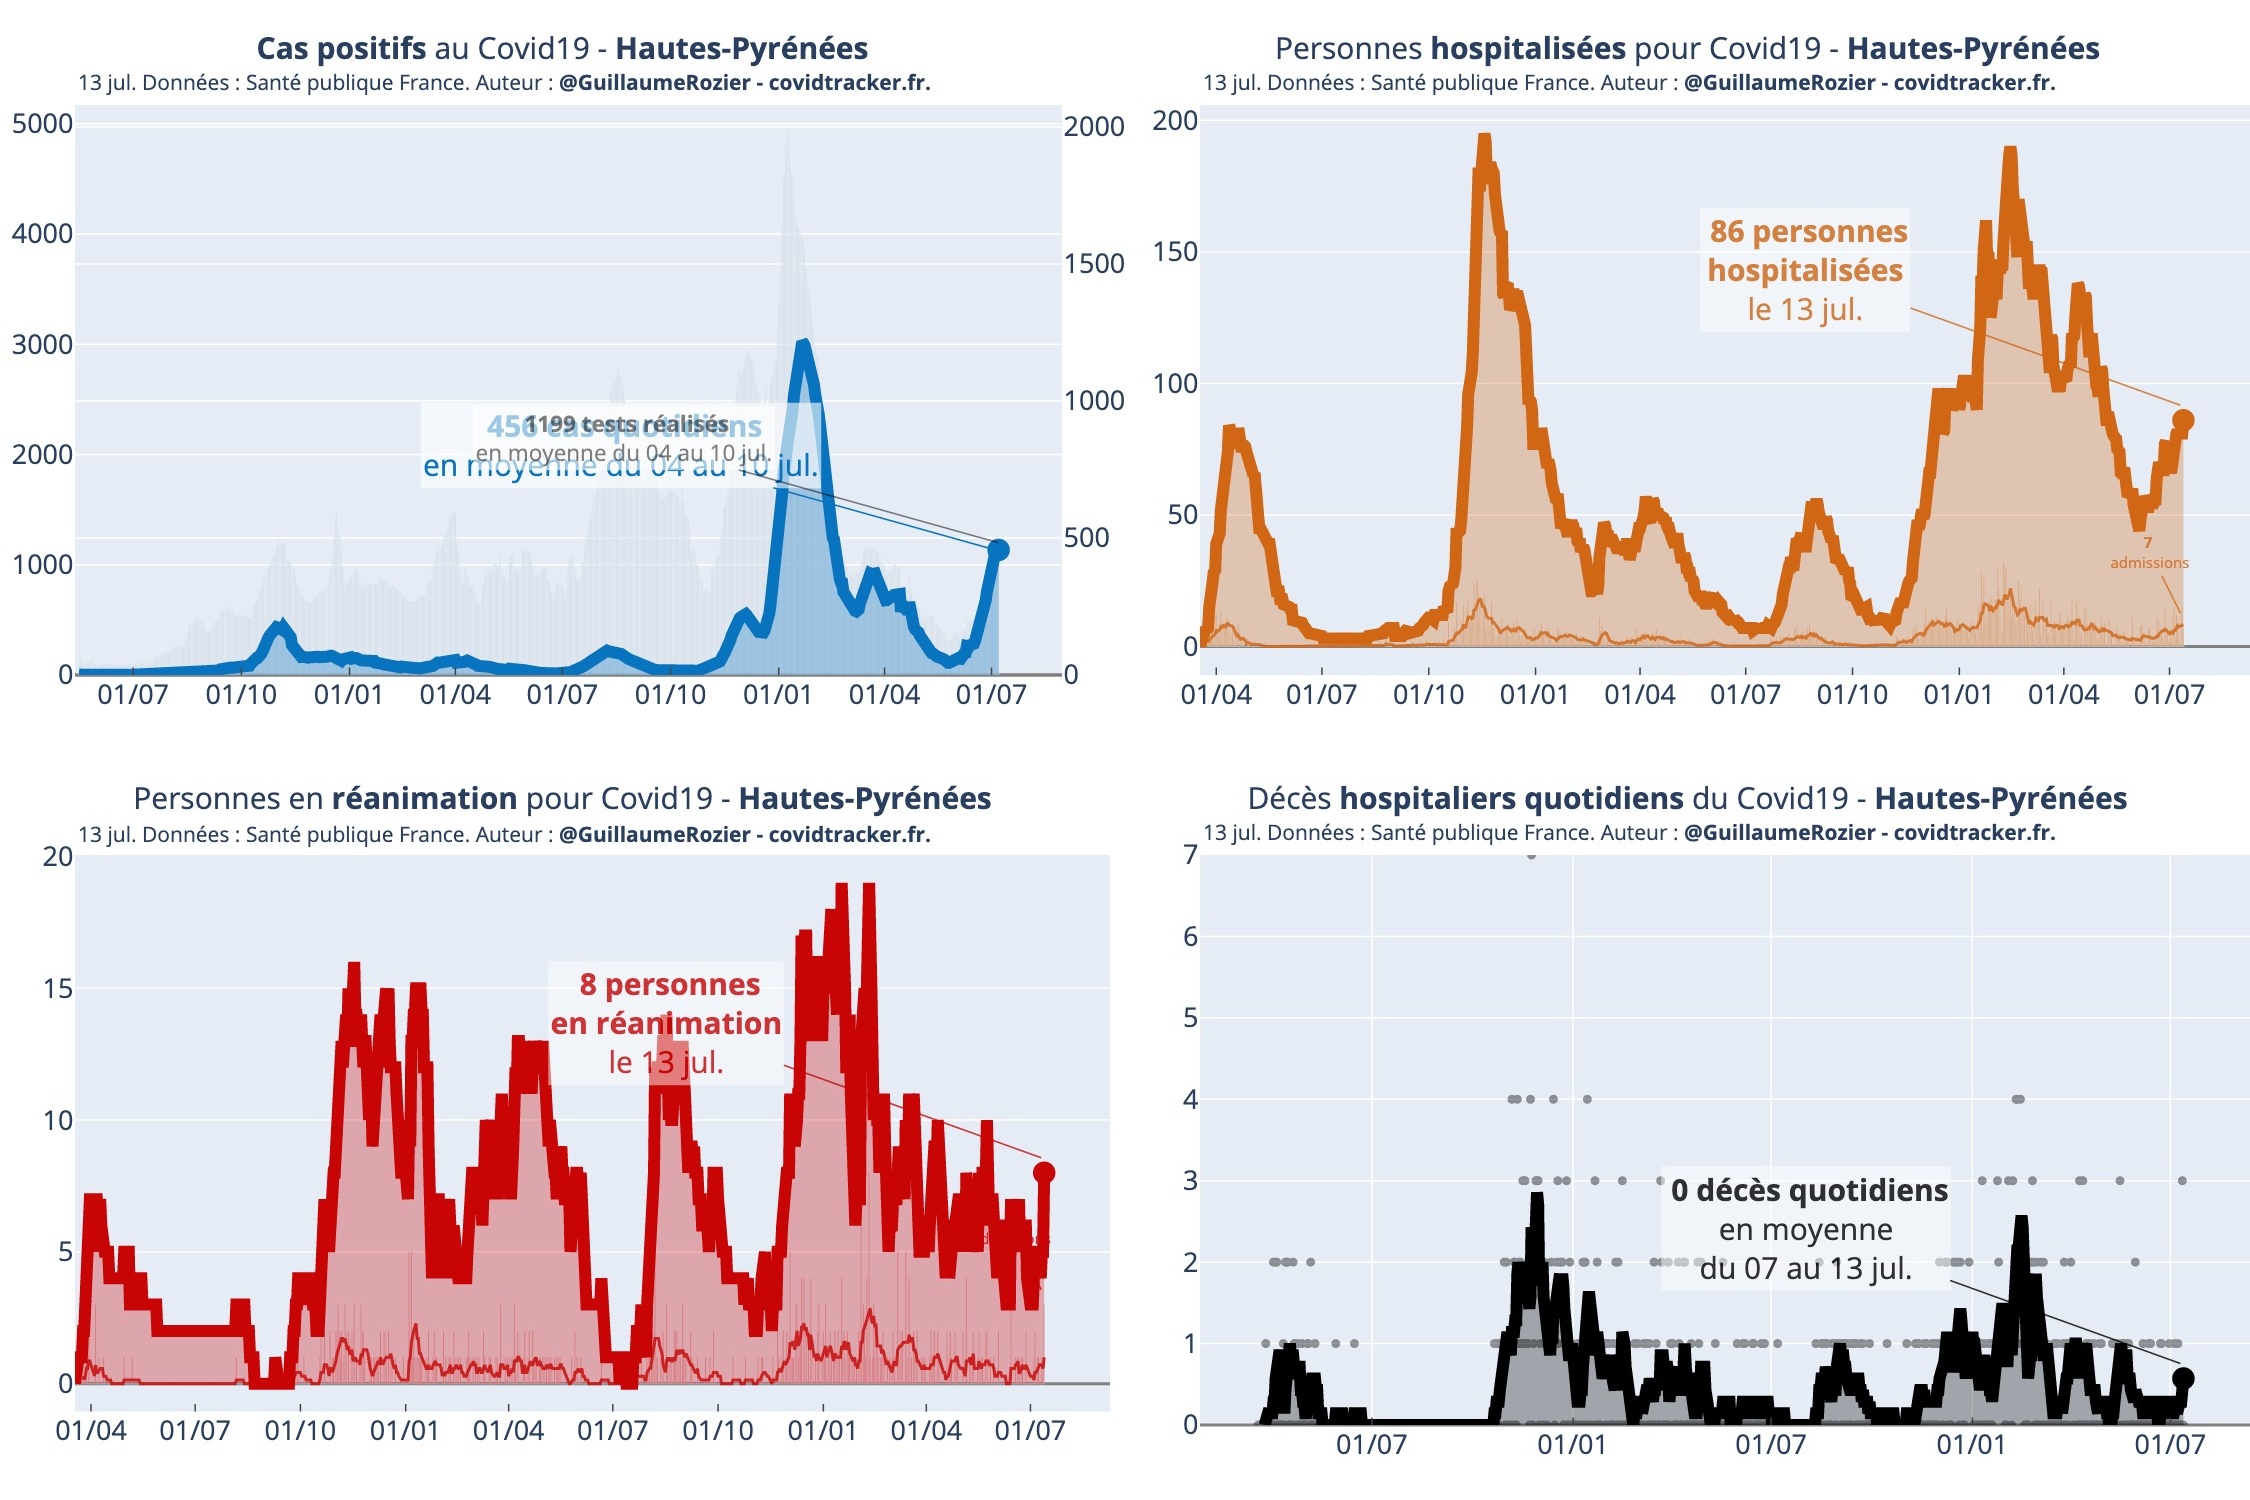 Cas positifs au Covid19 - Hautes-Pyrénées
13 jul. Données : Santé publique France. Auteur : @GuillaumeRozier - covidtracker.fr.
5000
4000
3000
2000
1000
0
2000
1500
1000
500
0
456 cas quotidiens
en moyenne du 04 au 10 jul.
1199 tests réalisés
en moyenne du 04 au 10 jul.
01/07 01/10 01/01 01/04 01/07 01/10 01/01 01/04 01/07
Personnes hospitalisées pour Covid19 - Hautes-Pyrénées
13 jul. Données : Santé publique France. Auteur : @GuillaumeRozier - covidtracker.fr.
200
150
100
50
0
86 personnes
hospitalisées
le 13 jul.
7
admissions
01/04 01/07 01/10 01/01 01/04 01/07 01/10 01/01 01/04 01/07
Personnes en réanimation pour Covid19 - Hautes-Pyrénées
13 jul. Données : Santé publique France. Auteur : @GuillaumeRozier - covidtracker.fr.
20
15
10
5
0
8 personnes
en réanimation
le 13 jul.
01/04 01/07 01/10 01/01 01/04 01/07 01/10 01/01 01/04 01/07
Décès hospitaliers quotidiens du Covid19 - Hautes-Pyrénées
13 jul. Données : Santé publique France. Auteur : @GuillaumeRozier - covidtracker.fr.
7
6
5
4
3
2
1
0
0 décès quotidiens
en moyenne
du 07 au 13 jul.
01/07 01/01 01/07 01/01 01/07